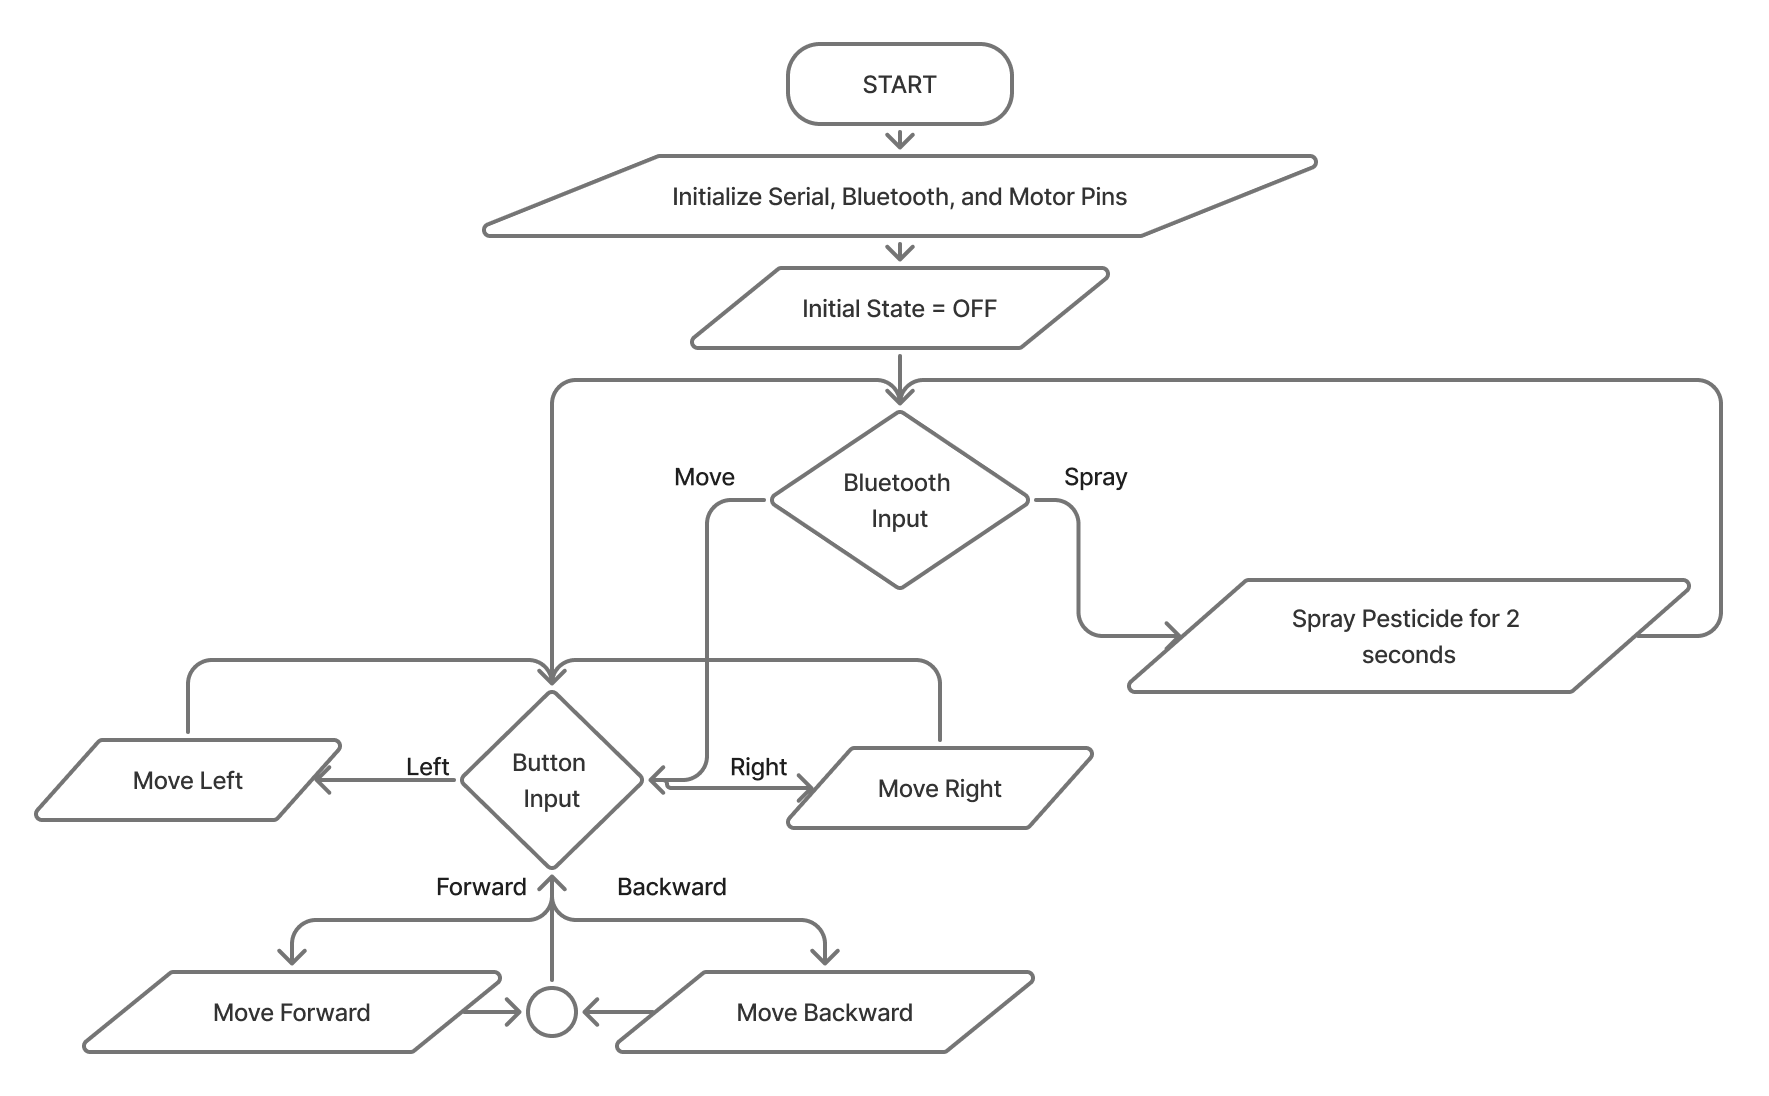 START
Initialize Serial, Bluetooth, and Motor Pins
Initial State = OFF
Move
Bluetooth
Input
Spray
Spray Pesticide for 2
seconds
Move Left
Left
Button
Input
Right
Move Right
Forward
Backward
Move Forward
Move Backward